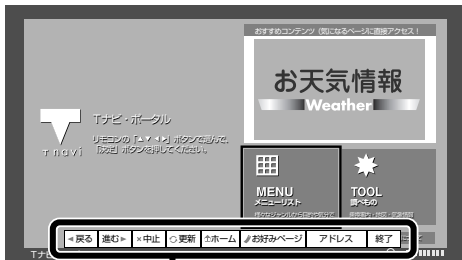 おすすめコンテンツ（気になるページに直接アクセス！
お天気情報
Weather
Tナビ・ポータル
リモコンの「▲▼◀▶」ボタンで選んで、
「決定」ボタンを押してください。
T navi
MENU
メニューリスト
TOOL
調べもの
◀戻る 進む▶ ×中止 更新 ホーム お好みページ アドレス 終了
Tナビ